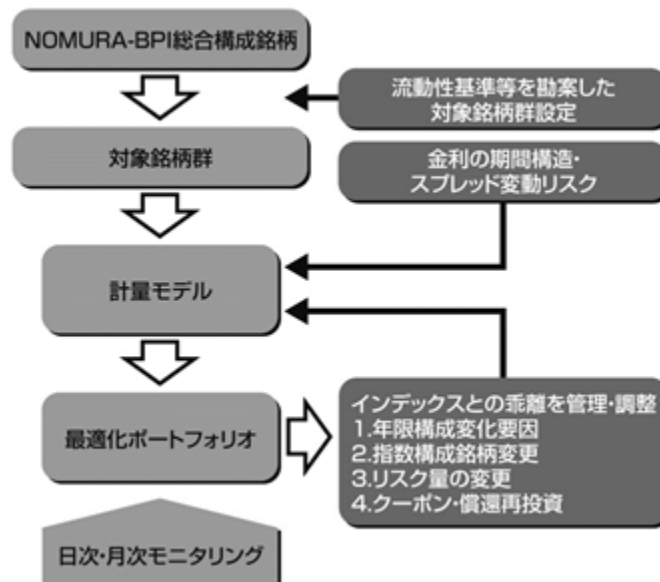 NOMURA-BPI総合構成銘柄
流動性基準等を勘案した
対象銘柄群設定
対象銘柄群
金利の期間構造・
スプレッド変動リスク
計量モデル
最適化ポートフォリオ
インデックスとの乖離を管理・調整
1.年限構成変化要因
2.指数構成銘柄変更
3.リスク量の変更
4.クーポン・償還再投資
日次・月次モニタリング